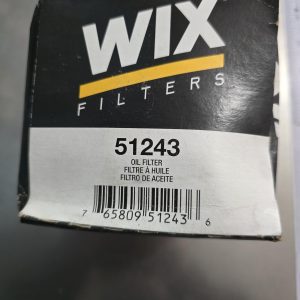 WIX
FILTERS
51243
OIL FILTER
FILTRE À HUILE
FILTRO DE ACEITE
7 65809 51243 6